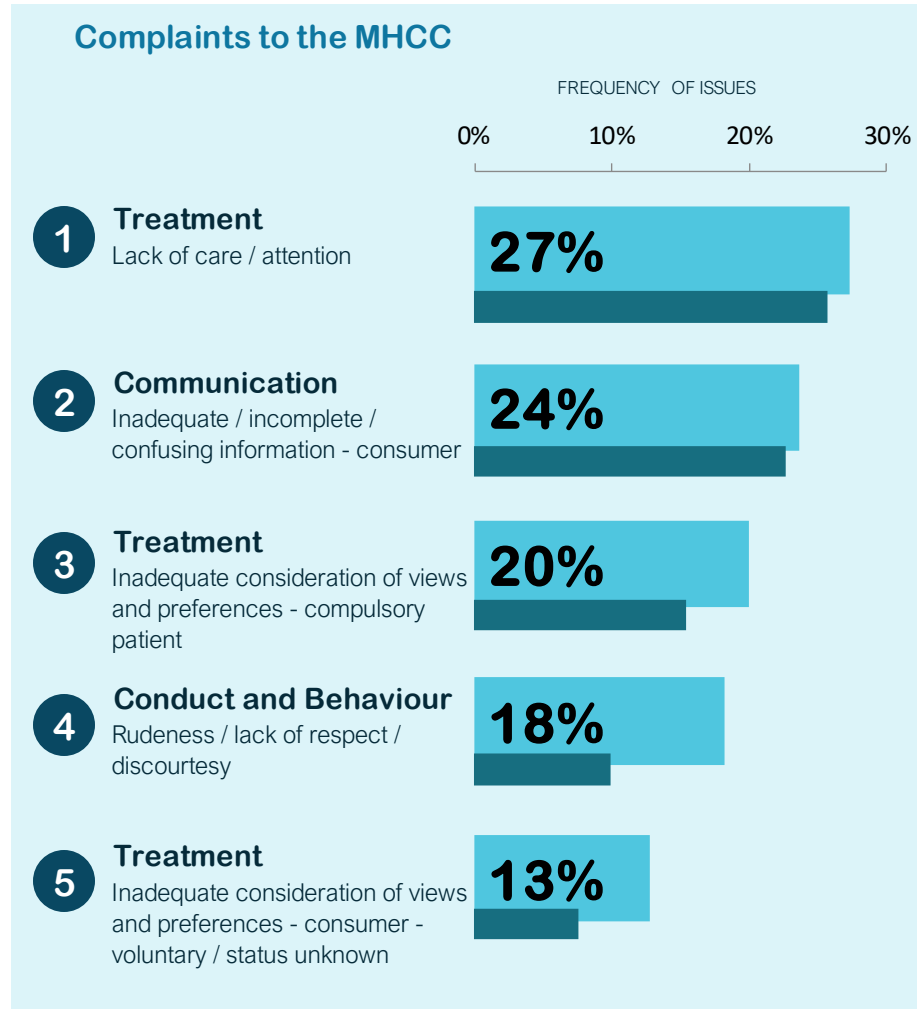 Complaints to the MHCC
FREQUENCY OF ISSUES
0% 10% 20% 30%
1 Treatment
Lack of care / attention
27%
2 Communication
Inadequate / incomplete /
confusing information - consumer
24%
3 Treatment
Inadequate consideration of views
and preferences - compulsory
patient
20%
4 Conduct and Behaviour
Rudeness / lack of respect /
discourtesy
18%
5 Treatment
Inadequate consideration of views
and preferences - consumer -
voluntary / status unknown
13%